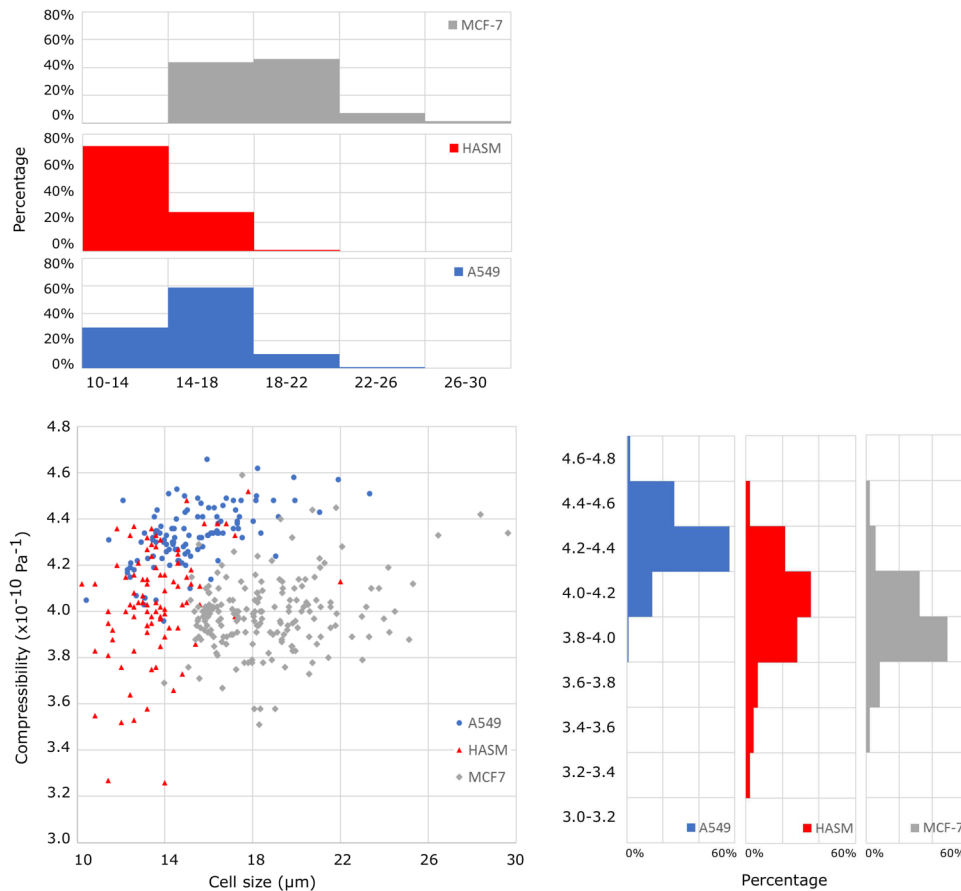 80%
60%
40%
20%
0%
MCF-7
Percentage
80%
60%
40%
20%
0%
HASM
80%
60%
40%
20%
0%
A549
10-14 14-18 18-22 22-26 26-30
Compressibility (x10⁻¹⁰ Pa⁻¹)
4.8
4.6
4.4
4.2
4.0
3.8
3.6
3.4
3.2
3.0
A549
HASM
MCF7
10 14 18 22 26 30
Cell size (µm)
4.6-4.8
4.4-4.6
4.2-4.4
4.0-4.2
3.8-4.0
3.6-3.8
3.4-3.6
3.2-3.4
3.0-3.2
A549 HASM MCF-7
0% 60% 0% 60% 0% 60%
Percentage